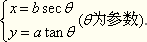 {x=b sec θ
y=a tan θ (θ为参数).